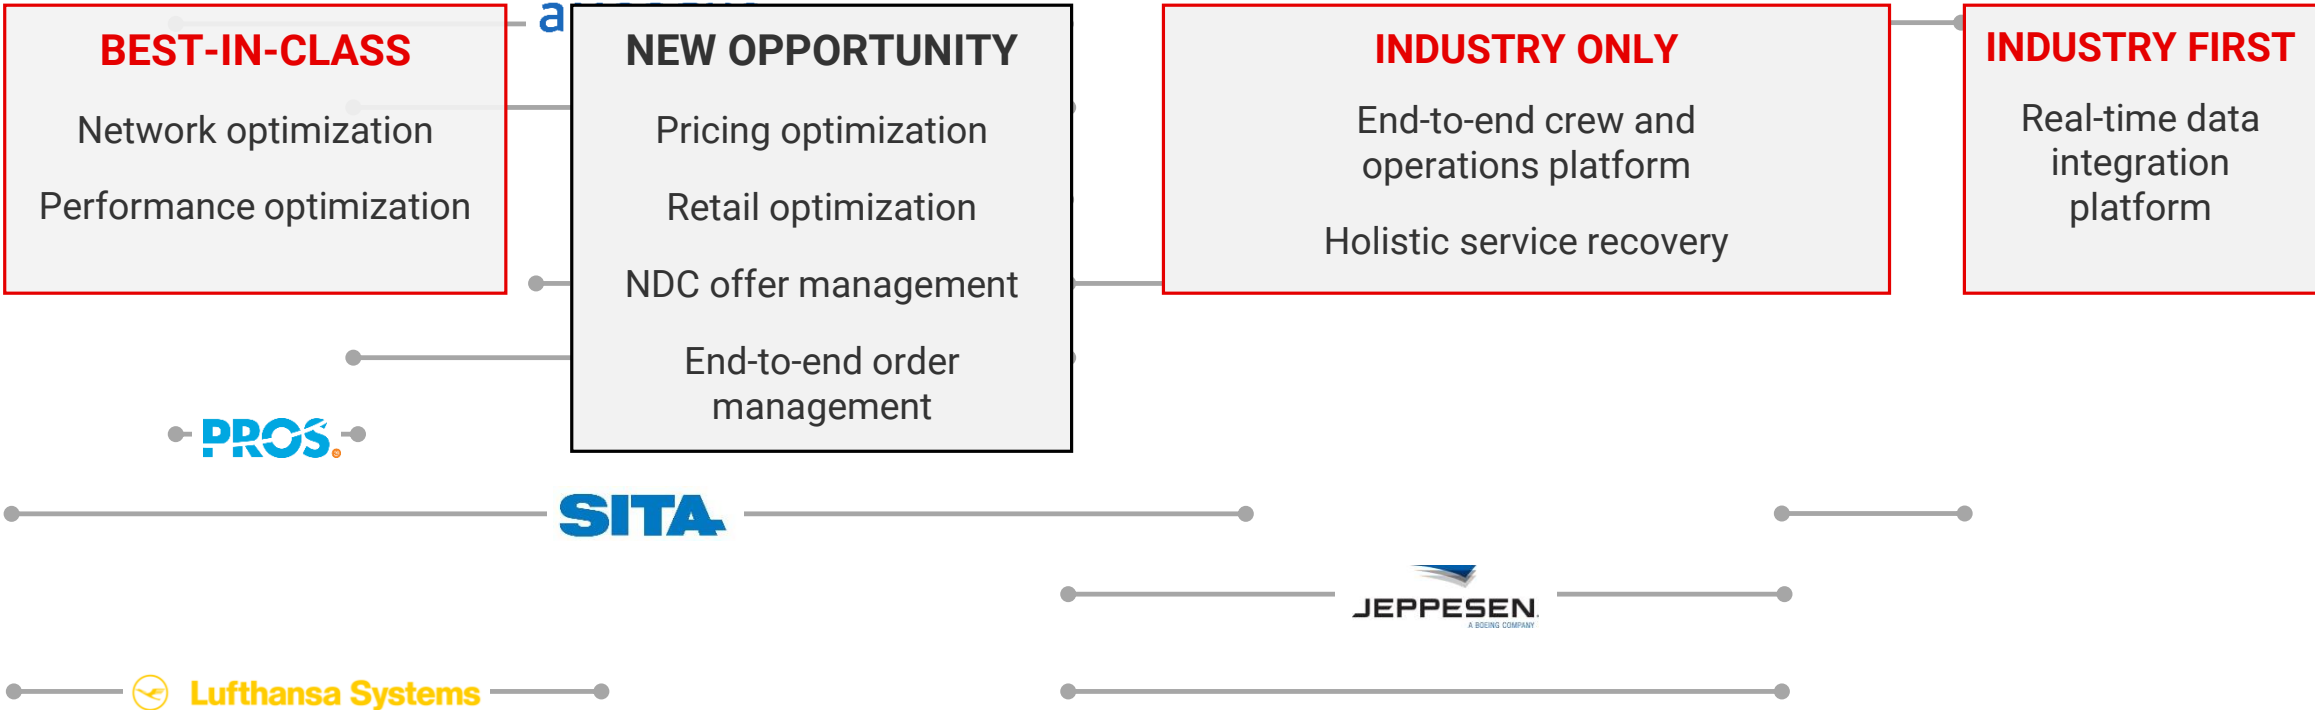 BEST-IN-CLASS
Network optimization
Performance optimization
NEW OPPORTUNITY
Pricing optimization
Retail optimization
NDC offer management
End-to-end order
management
INDUSTRY ONLY
End-to-end crew and
operations platform
Holistic service recovery
INDUSTRY FIRST
Real-time data
integration
platform
PROS
SITA
JEPPESEN.
A BOEING COMPANY
Lufthansa Systems